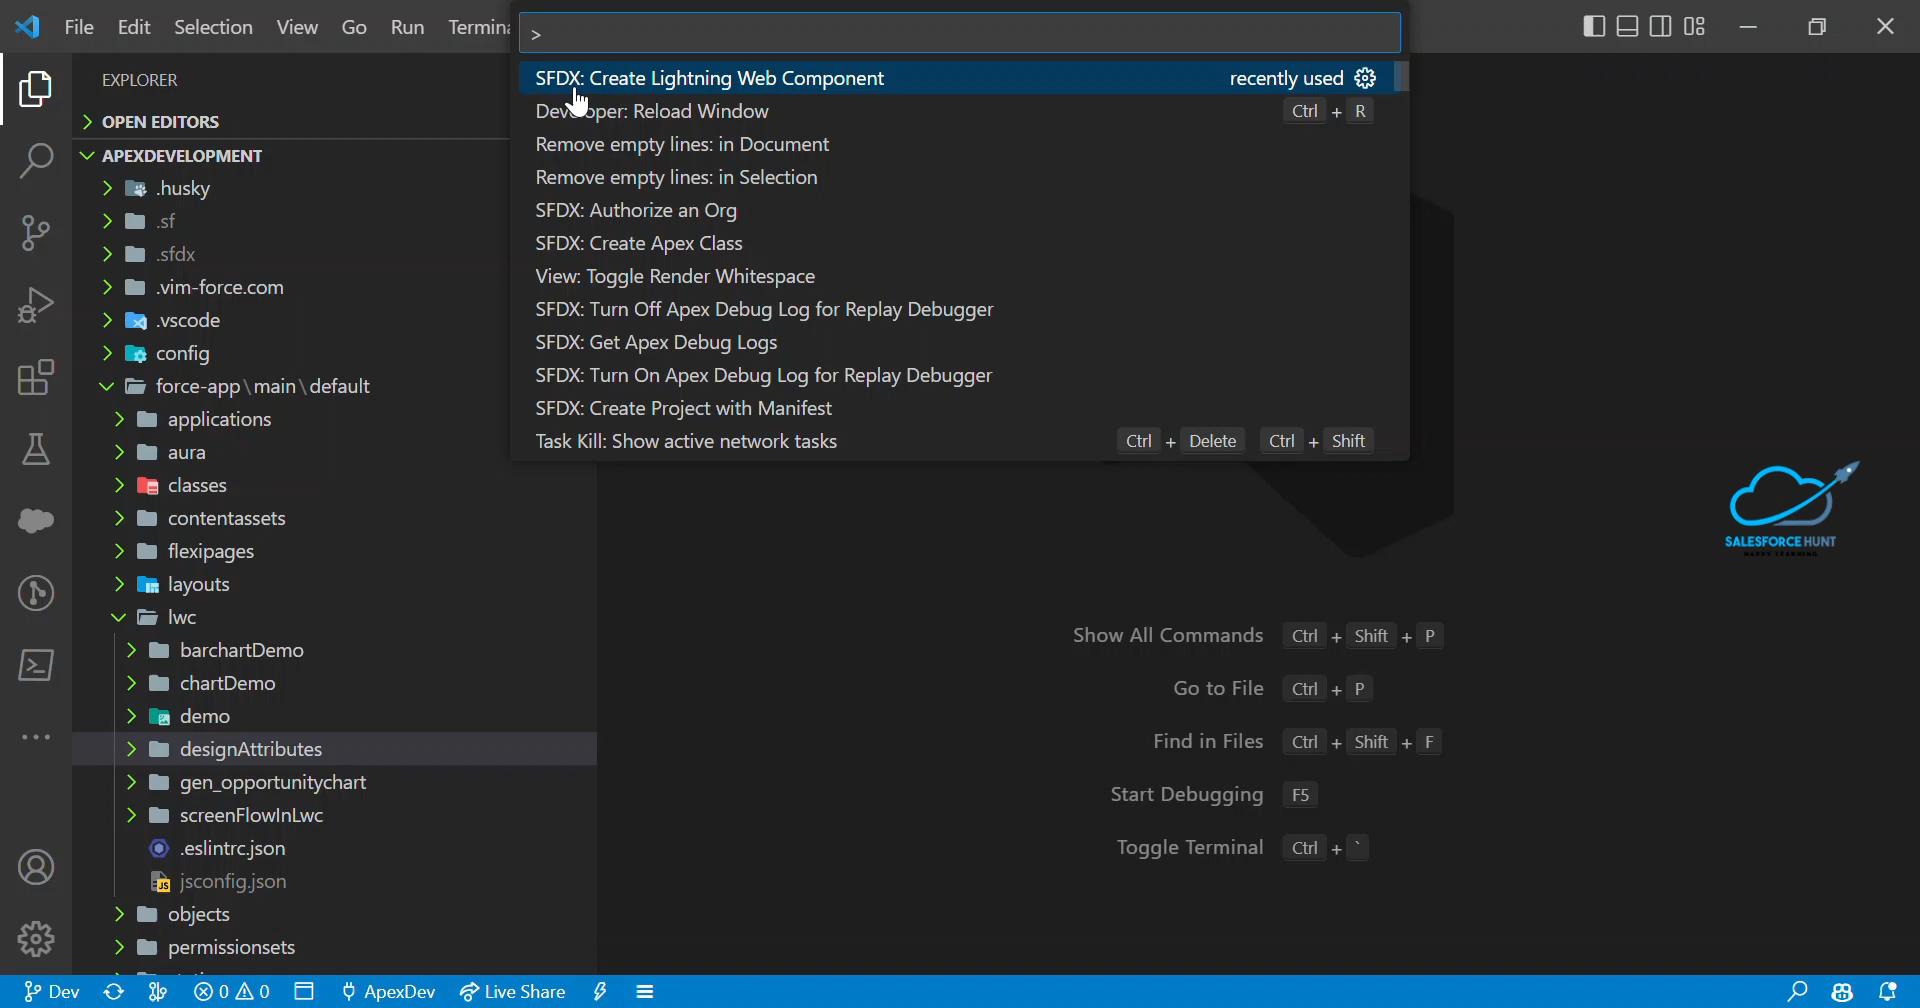 File Edit Selection View Go Run Termina
>
SFDX: Create Lightning Web Component recently used
Developer: Reload Window Ctrl + R
Remove empty lines: in Document
Remove empty lines: in Selection
SFDX: Authorize an Org
SFDX: Create Apex Class
View: Toggle Render Whitespace
SFDX: Turn Off Apex Debug Log for Replay Debugger
SFDX: Get Apex Debug Logs
SFDX: Turn On Apex Debug Log for Replay Debugger
SFDX: Create Project with Manifest
Task Kill: Show active network tasks Ctrl + Delete Ctrl + Shift
EXPLORER
OPEN EDITORS
APEXDEVELOPMENT
.husky
.sf
.sfdx
.vim-force.com
.vscode
config
force-app\main\default
applications
aura
classes
contentassets
flexipages
layouts
lwc
barchartDemo
chartDemo
demo
designAttributes
gen_opportunitychart
screenFlowInLwc
.eslintrc.json
JS jsconfig.json
objects
permissionsets
SALESFORCE HUNT
HAPPY LEARNING
Show All Commands Ctrl + Shift + P
Go to File Ctrl + P
Find in Files Ctrl + Shift + F
Start Debugging F5
Toggle Terminal Ctrl + `
Dev 0 0 ApexDev Live Share